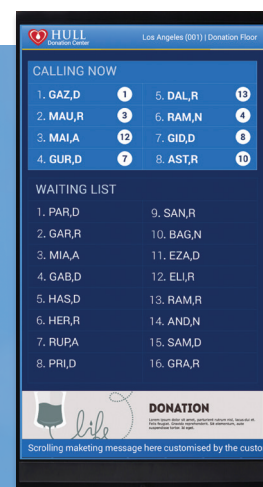 HULL
Donation Center
Los Angeles (001) | Donation Floor
CALLING NOW
1. GAZ,D 1
2. MAU,R 3
3. MAI,A 12
4. GUR,D 7
5. DAL,R 13
6. RAM,N 4
7. GID,D 8
8. AST,R 10
WAITING LIST
1. PAR,D
2. GAR,R
3. MIA,A
4. GAB,D
5. HAS,D
6. HER,R
7. RUP,A
8. PRI,D
9. SAN,R
10. BAG,N
11. EZA,D
12. ELI,R
13. RAM,R
14. AND,N
15. SAM,D
16. GRA,R
life
DONATION
Scrolling maketing message here customised by the custo